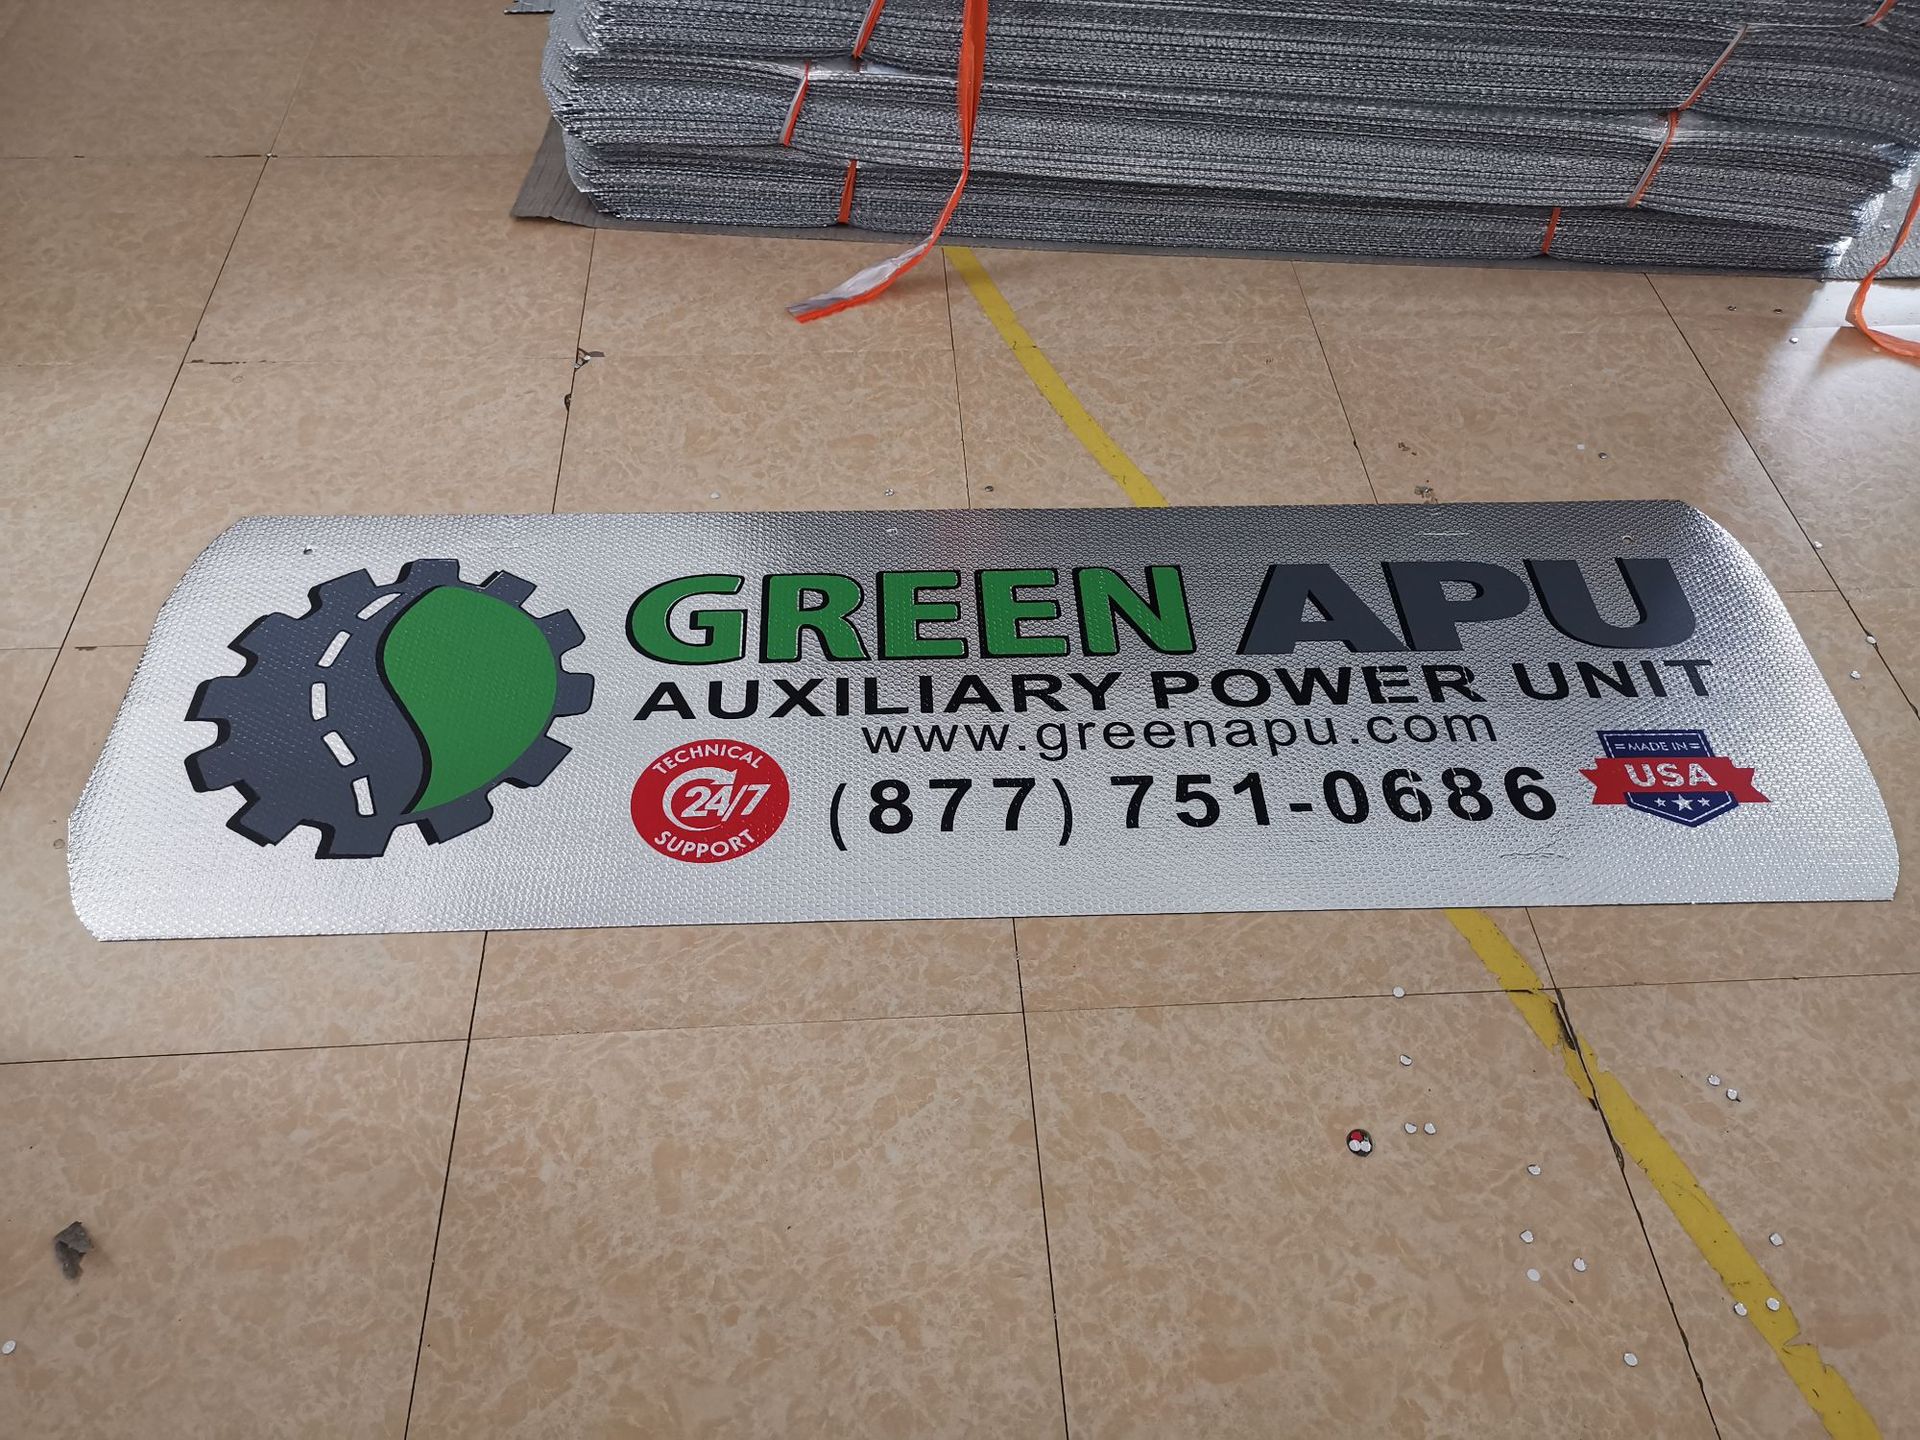 GREEN APU
AUXILIARY POWER UNIT
www.greenapu.com
TECHNICAL
24/7
SUPPORT
(877) 751-0686
MADE IN
USA